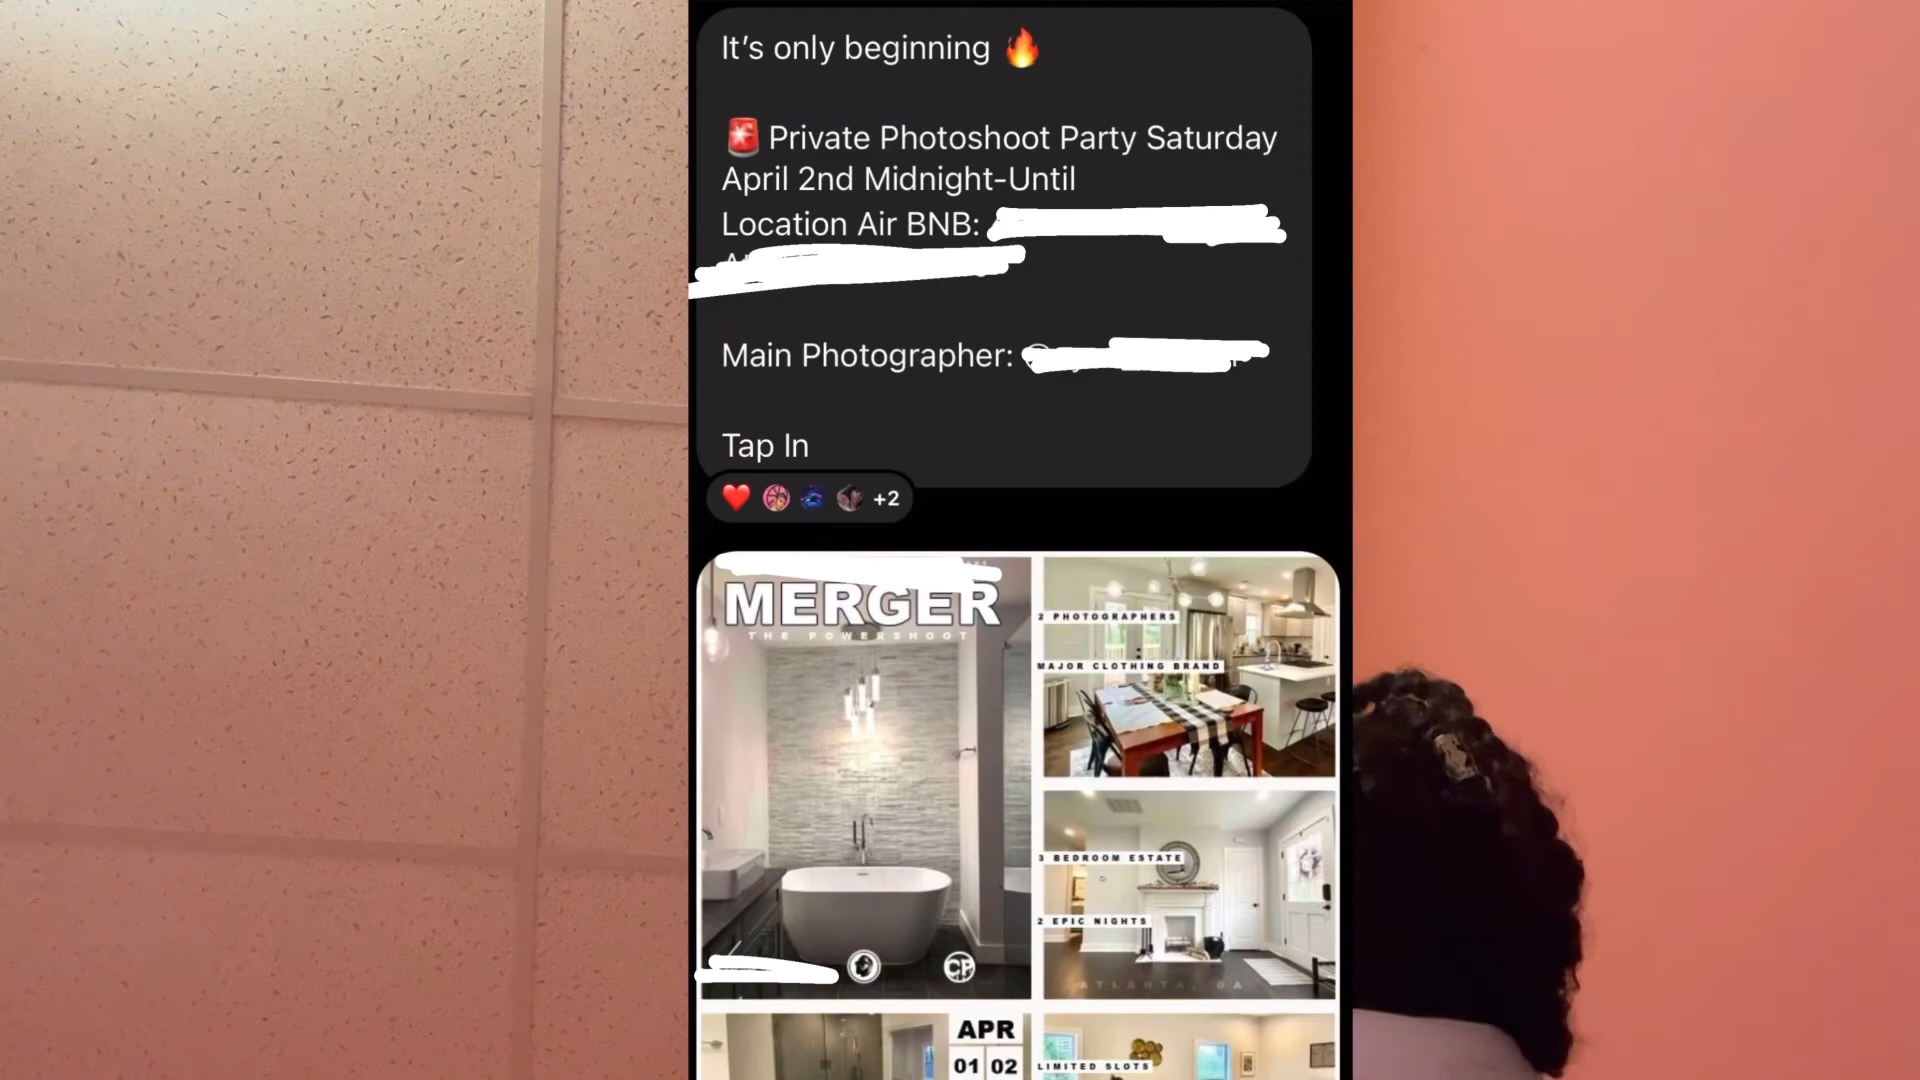 It's only beginning 🔥
🚨 Private Photoshoot Party Saturday
April 2nd Midnight-Until
Location Air BNB:
Main Photographer:
Tap In
+2
MERGER
THE POWERSHOOT
2 PHOTOGRAPHERS
MAJOR CLOTHING BRAND
3 BEDROOM ESTATE
2 EPIC NIGHTS
ATLANTA, GA
CP
APR
01 02
LIMITED SLOTS